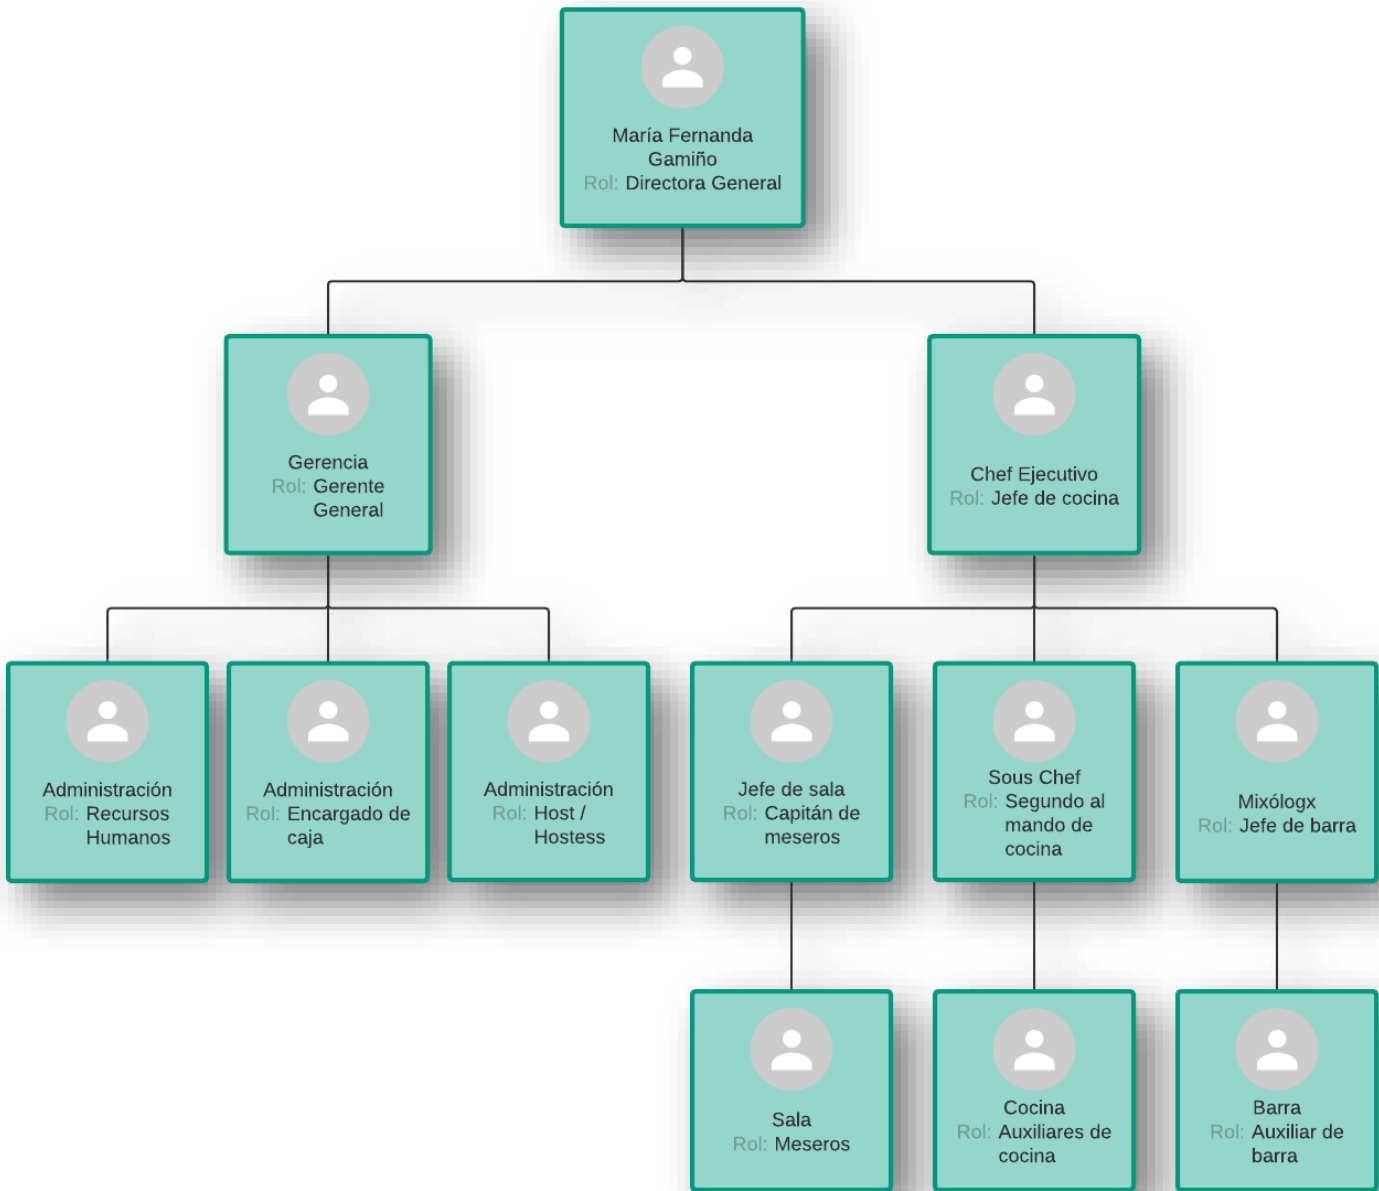 María Fernanda
Gamiño
Rol: Directora General
Gerencia
Rol: Gerente
General
Chef Ejecutivo
Rol: Jefe de cocina
Administración
Rol: Recursos
Humanos
Administración
Rol: Encargado de
caja
Administración
Rol: Host /
Hostess
Jefe de sala
Rol: Capitán de
meseros
Sous Chef
Rol: Segundo al
mando de
cocina
Mixólogx
Rol: Jefe de barra
Sala
Rol: Meseros
Cocina
Rol: Auxiliares de
cocina
Barra
Rol: Auxiliar de
barra